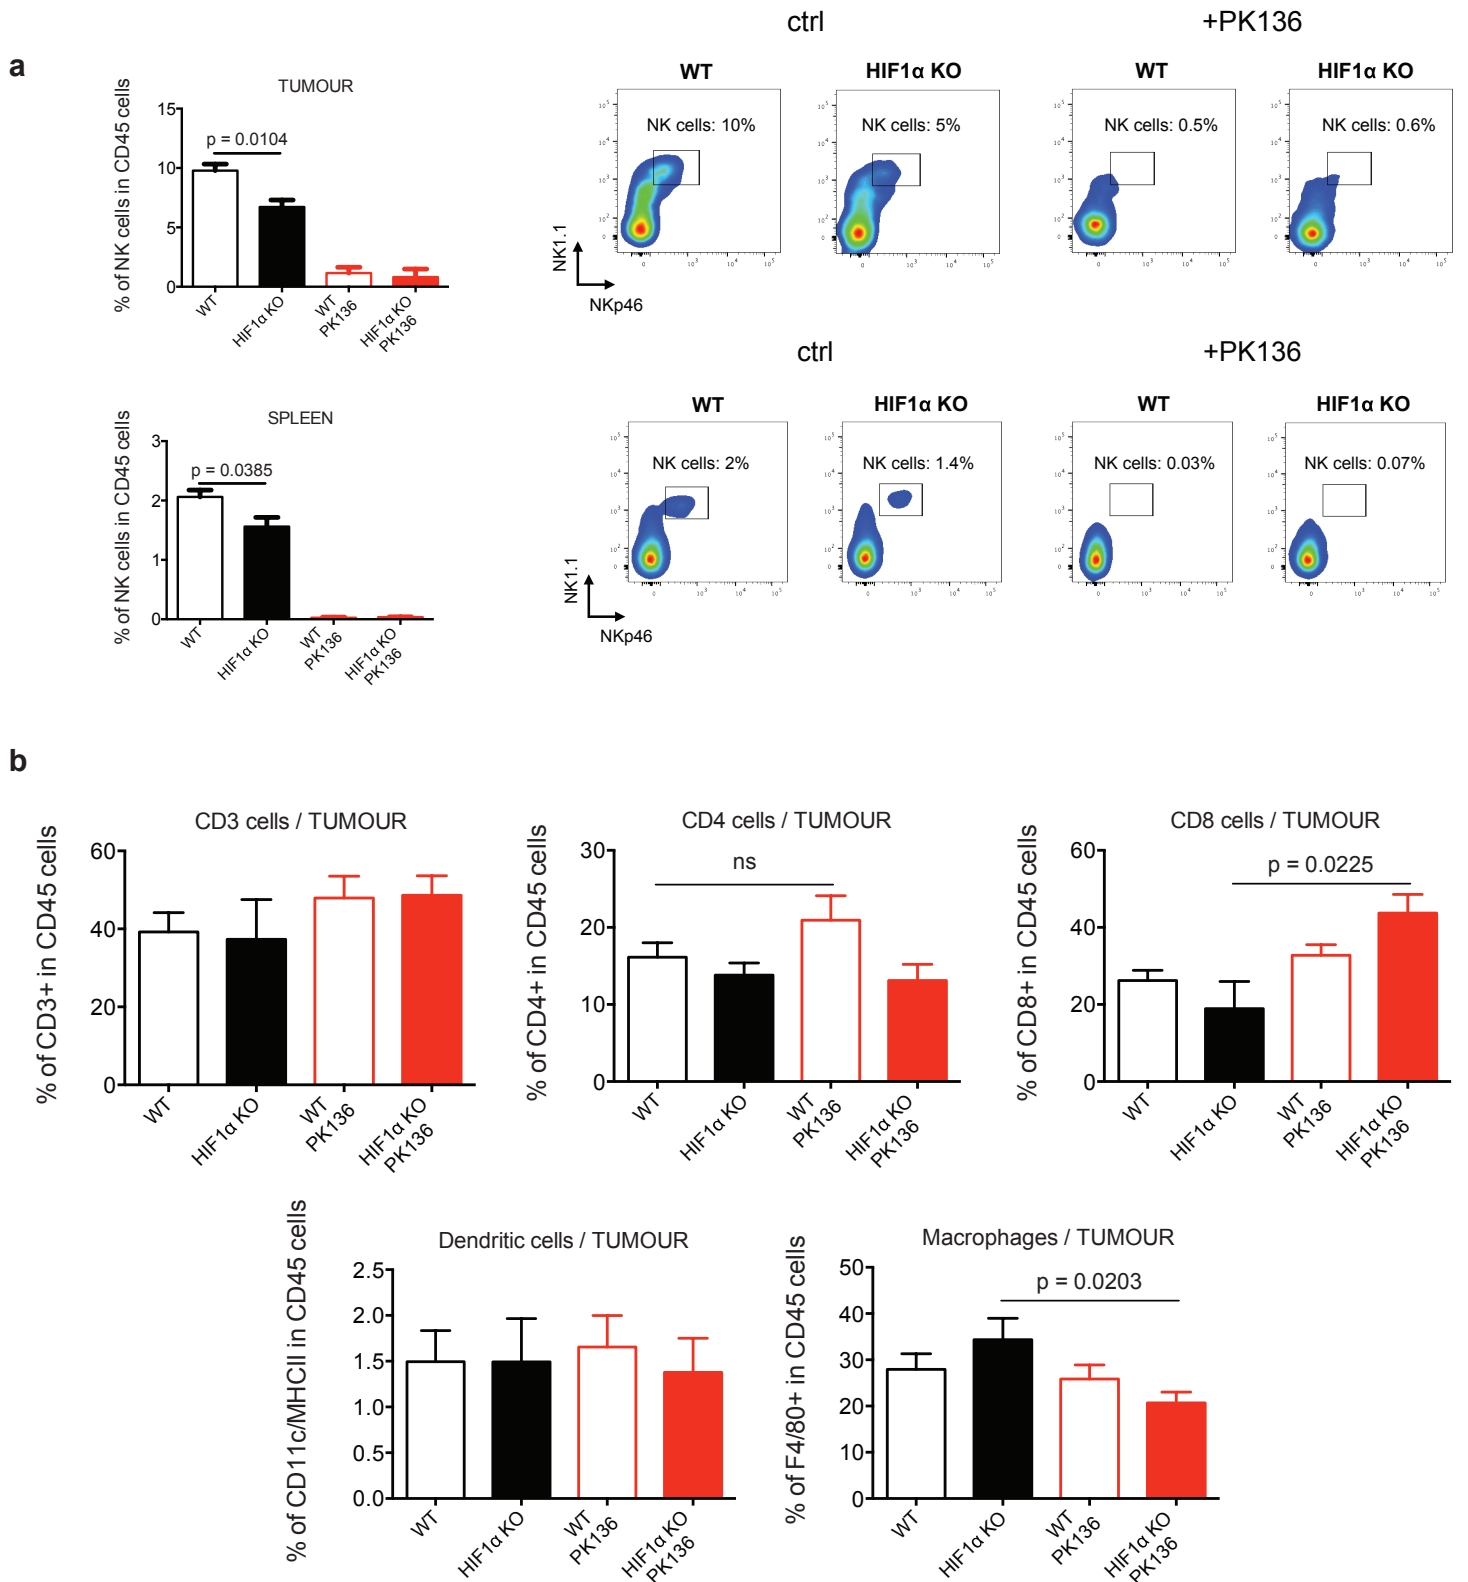 a
TUMOUR
% of NK cells in CD45 cells
15
10
5
0
p = 0.0104
WT
HIF1α KO
WT
PK136
HIF1α KO
PK136
ctrl
+PK136
WT
HIF1α KO
WT
HIF1α KO
NK cells: 10%
NK cells: 5%
NK cells: 0.5%
NK cells: 0.6%
NK1.1
NKp46
SPLEEN
% of NK cells in CD45 cells
3
2
1
0
p = 0.0385
WT
HIF1α KO
WT
PK136
HIF1α KO
PK136
ctrl
+PK136
WT
HIF1α KO
WT
HIF1α KO
NK cells: 2%
NK cells: 1.4%
NK cells: 0.03%
NK cells: 0.07%
NK1.1
NKp46
b
CD3 cells / TUMOUR
% of CD3+ in CD45 cells
60
40
20
0
WT
HIF1α KO
WT
PK136
HIF1α KO
PK136
CD4 cells / TUMOUR
% of CD4+ in CD45 cells
30
20
10
0
ns
WT
HIF1α KO
WT
PK136
HIF1α KO
PK136
CD8 cells / TUMOUR
% of CD8+ in CD45 cells
60
40
20
0
p = 0.0225
WT
HIF1α KO
WT
PK136
HIF1α KO
PK136
Dendritic cells / TUMOUR
% of CD11c/MHCII in CD45 cells
2.5
2.0
1.5
1.0
0.5
0.0
WT
HIF1α KO
WT
PK136
HIF1α KO
PK136
Macrophages / TUMOUR
% of F4/80+ in CD45 cells
50
40
30
20
10
0
p = 0.0203
WT
HIF1α KO
WT
PK136
HIF1α KO
PK136